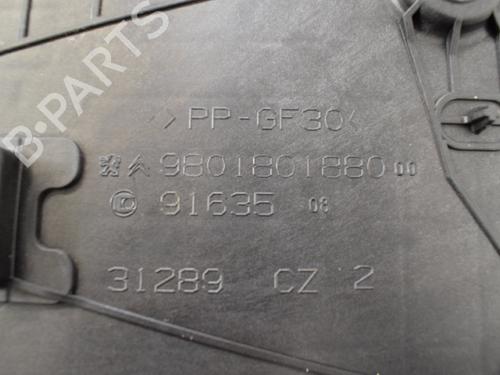 >PP-GF30<
9801801880 00
91635 08
31289 CZ 2
B-PARTS